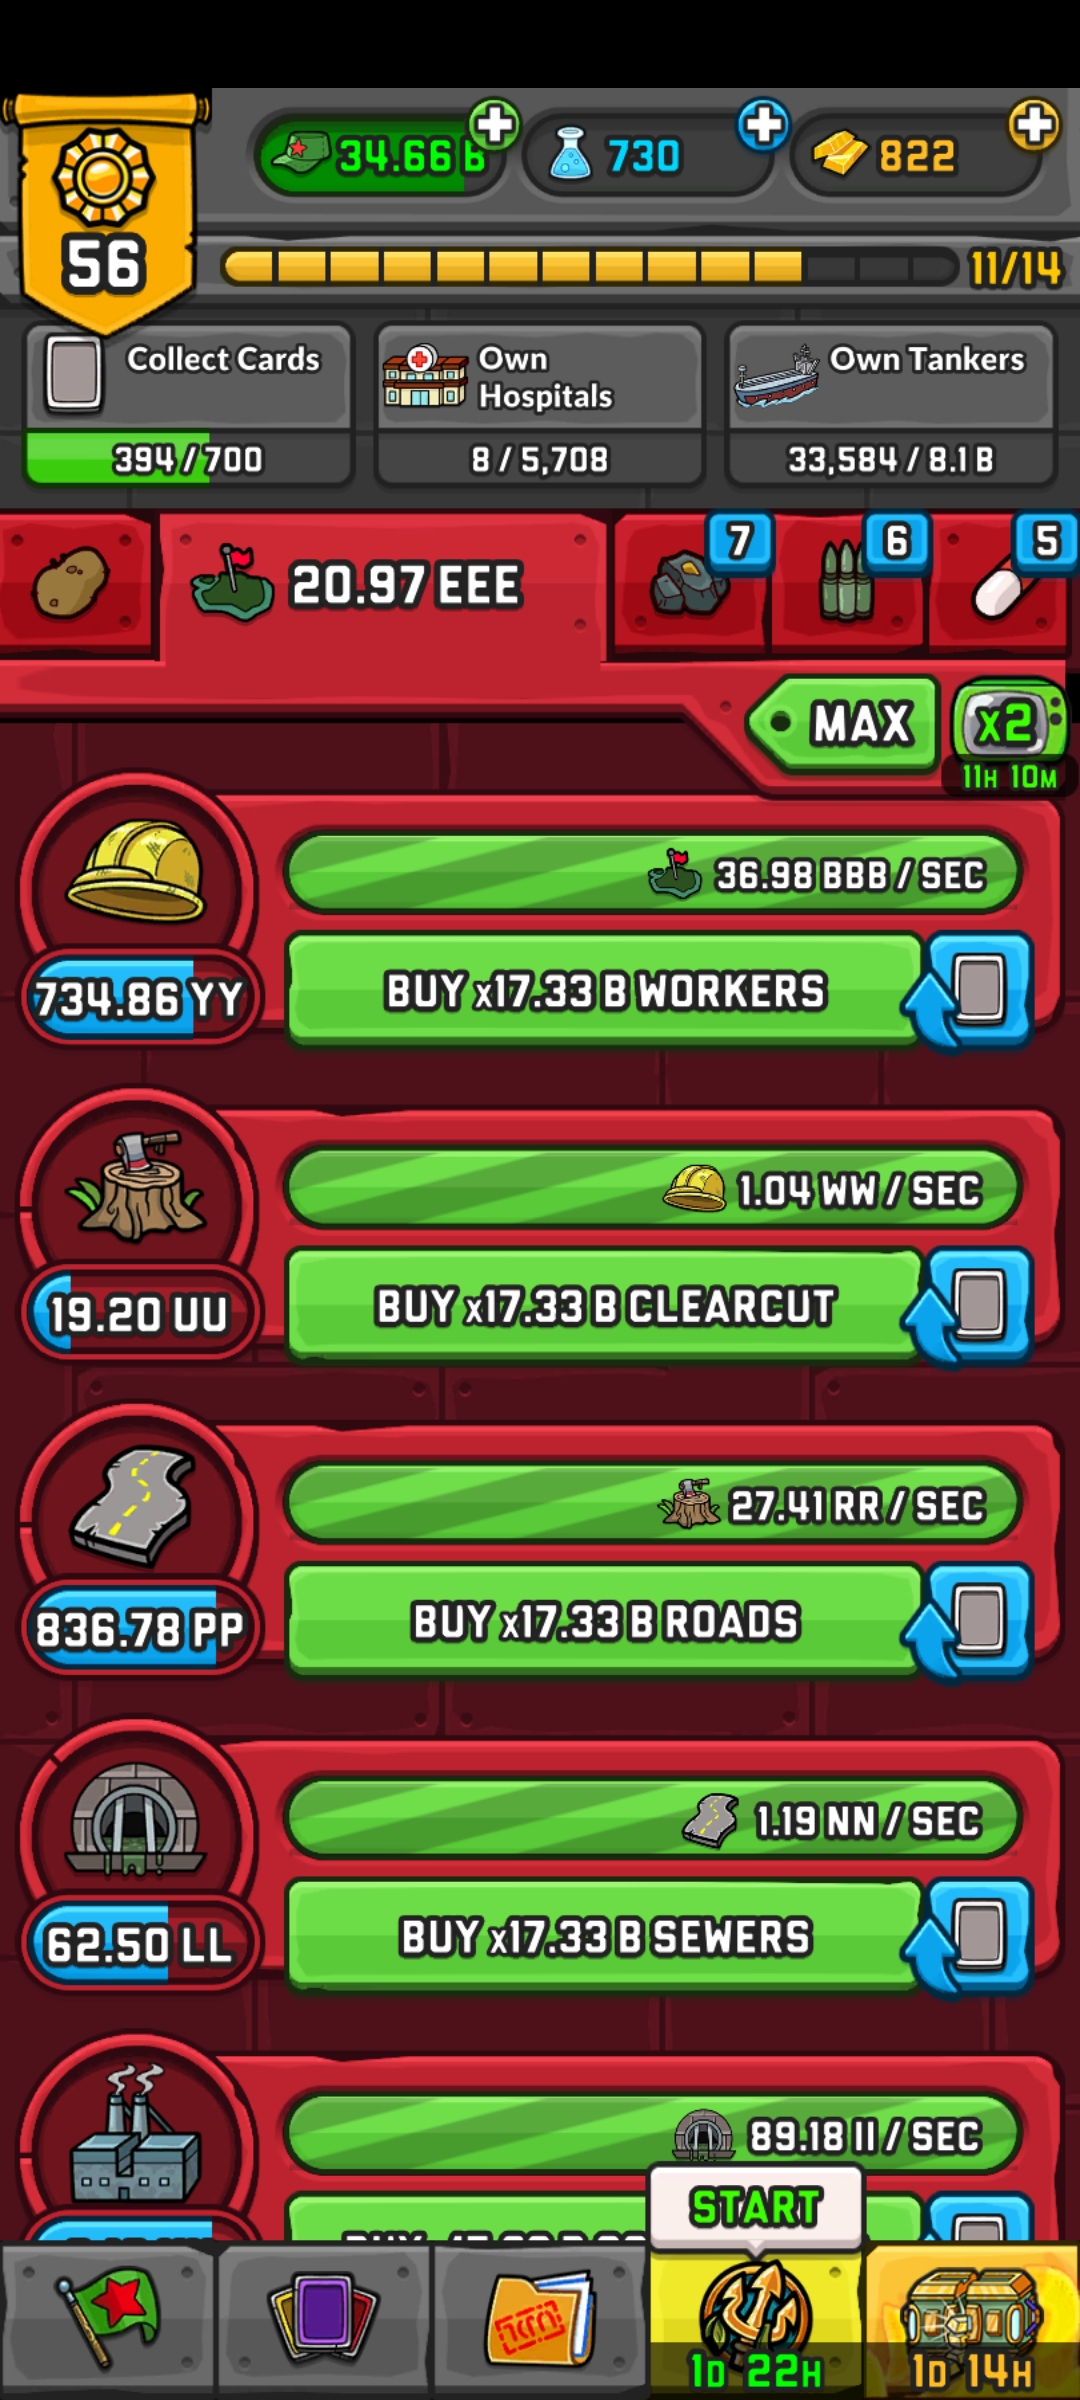 34.66 B
730
822
56
11/14
Collect Cards
Own
Hospitals
Own Tankers
394 / 700
8 / 5,708
33,584 / 8.1 B
20.97 EEE
7
6
5
MAX
x2
11H 10M
36.98 BBB / SEC
734.86 YY
BUY x17.33 B WORKERS
1.04 WW / SEC
19.20 UU
BUY x17.33 B CLEARCUT
27.41 RR / SEC
836.78 PP
BUY x17.33 B ROADS
1.19 NN / SEC
62.50 LL
BUY x17.33 B SEWERS
89.18 II / SEC
START
1D 22H
1D 14H